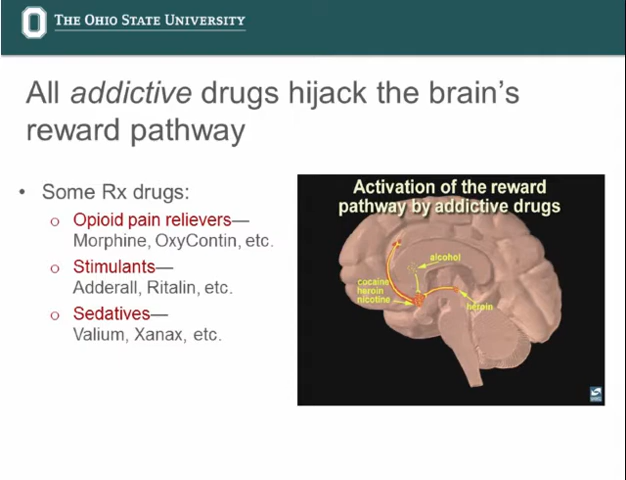 THE OHIO STATE UNIVERSITY
All addictive drugs hijack the brain's
reward pathway
• Some Rx drugs:
o Opioid pain relievers—
Morphine, OxyContin, etc.
o Stimulants—
Adderall, Ritalin, etc.
o Sedatives—
Valium, Xanax, etc.
Activation of the reward
pathway by addictive drugs
alcohol
cocaine
heroin
nicotine
heroin